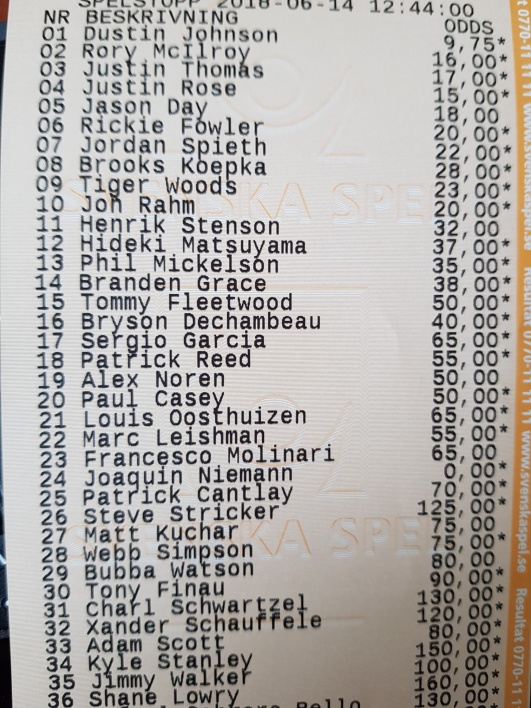 SPELSTOPP 2018-06-14 12:44:00
NR BESKRIVNING ODDS
01 Dustin Johnson 9,75*
02 Rory McIlroy 16,00*
03 Justin Thomas 17,00*
04 Justin Rose 15,00*
05 Jason Day 18,00
06 Rickie Fowler 20,00*
07 Jordan Spieth 22,00*
08 Brooks Koepka 28,00*
09 Tiger Woods 23,00*
10 Jon Rahm 20,00*
11 Henrik Stenson 32,00
12 Hideki Matsuyama 37,00*
13 Phil Mickelson 35,00*
14 Branden Grace 38,00*
15 Tommy Fleetwood 50,00*
16 Bryson Dechambeau 40,00*
17 Sergio Garcia 65,00*
18 Patrick Reed 55,00*
19 Alex Noren 50,00
20 Paul Casey 50,00*
21 Louis Oosthuizen 65,00*
22 Marc Leishman 55,00*
23 Francesco Molinari 65,00
24 Joaquin Niemann 0,00*
25 Patrick Cantlay 70,00*
26 Steve Stricker 125,00*
27 Matt Kuchar 75,00
28 Webb Simpson 75,00*
29 Bubba Watson 80,00
30 Tony Finau 90,00*
31 Charl Schwartzel 130,00*
32 Xander Schauffele 120,00*
33 Adam Scott 80,00*
34 Kyle Stanley 150,00*
35 Jimmy Walker 100,00*
36 Shane Lowry 160,00*
Bello 130,00*
SVENSKA SPEL
SVENSKA SPEL
t 0770-11 11 11 www.svenskaspel.se Resultat 0770-11 11 11 www.svenskaspel.se Resultat 0770-11 1